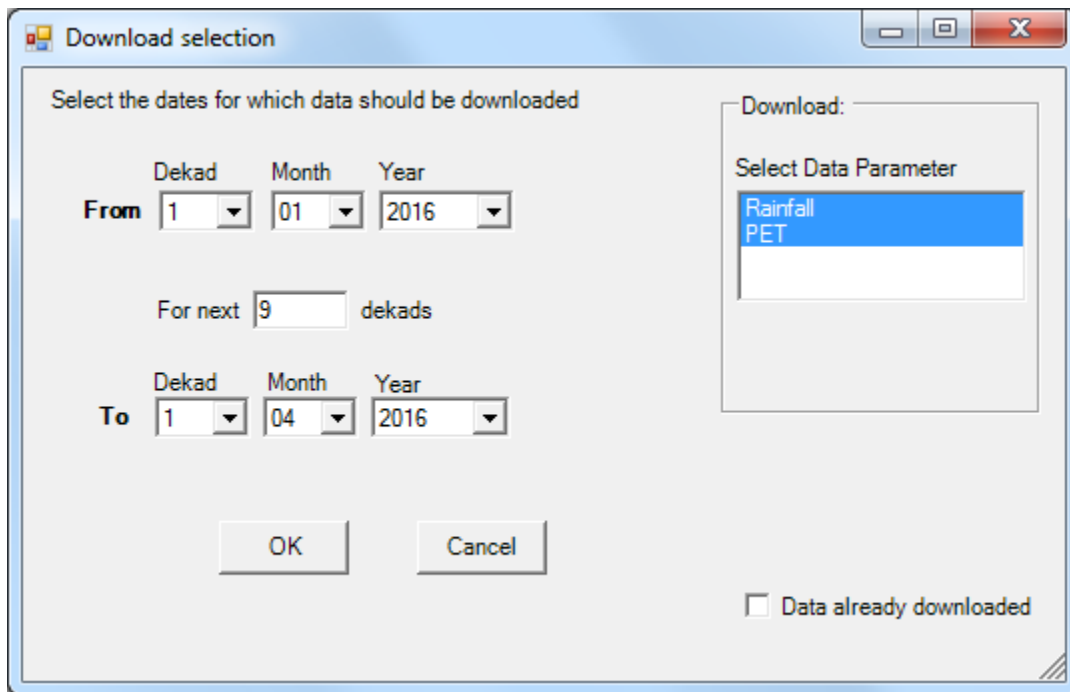 Download selection
Select the dates for which data should be downloaded
Dekad Month Year
From 1 01 2016
For next 9 dekads
Dekad Month Year
To 1 04 2016
OK Cancel
Download:
Select Data Parameter
Rainfall
PET
Data already downloaded